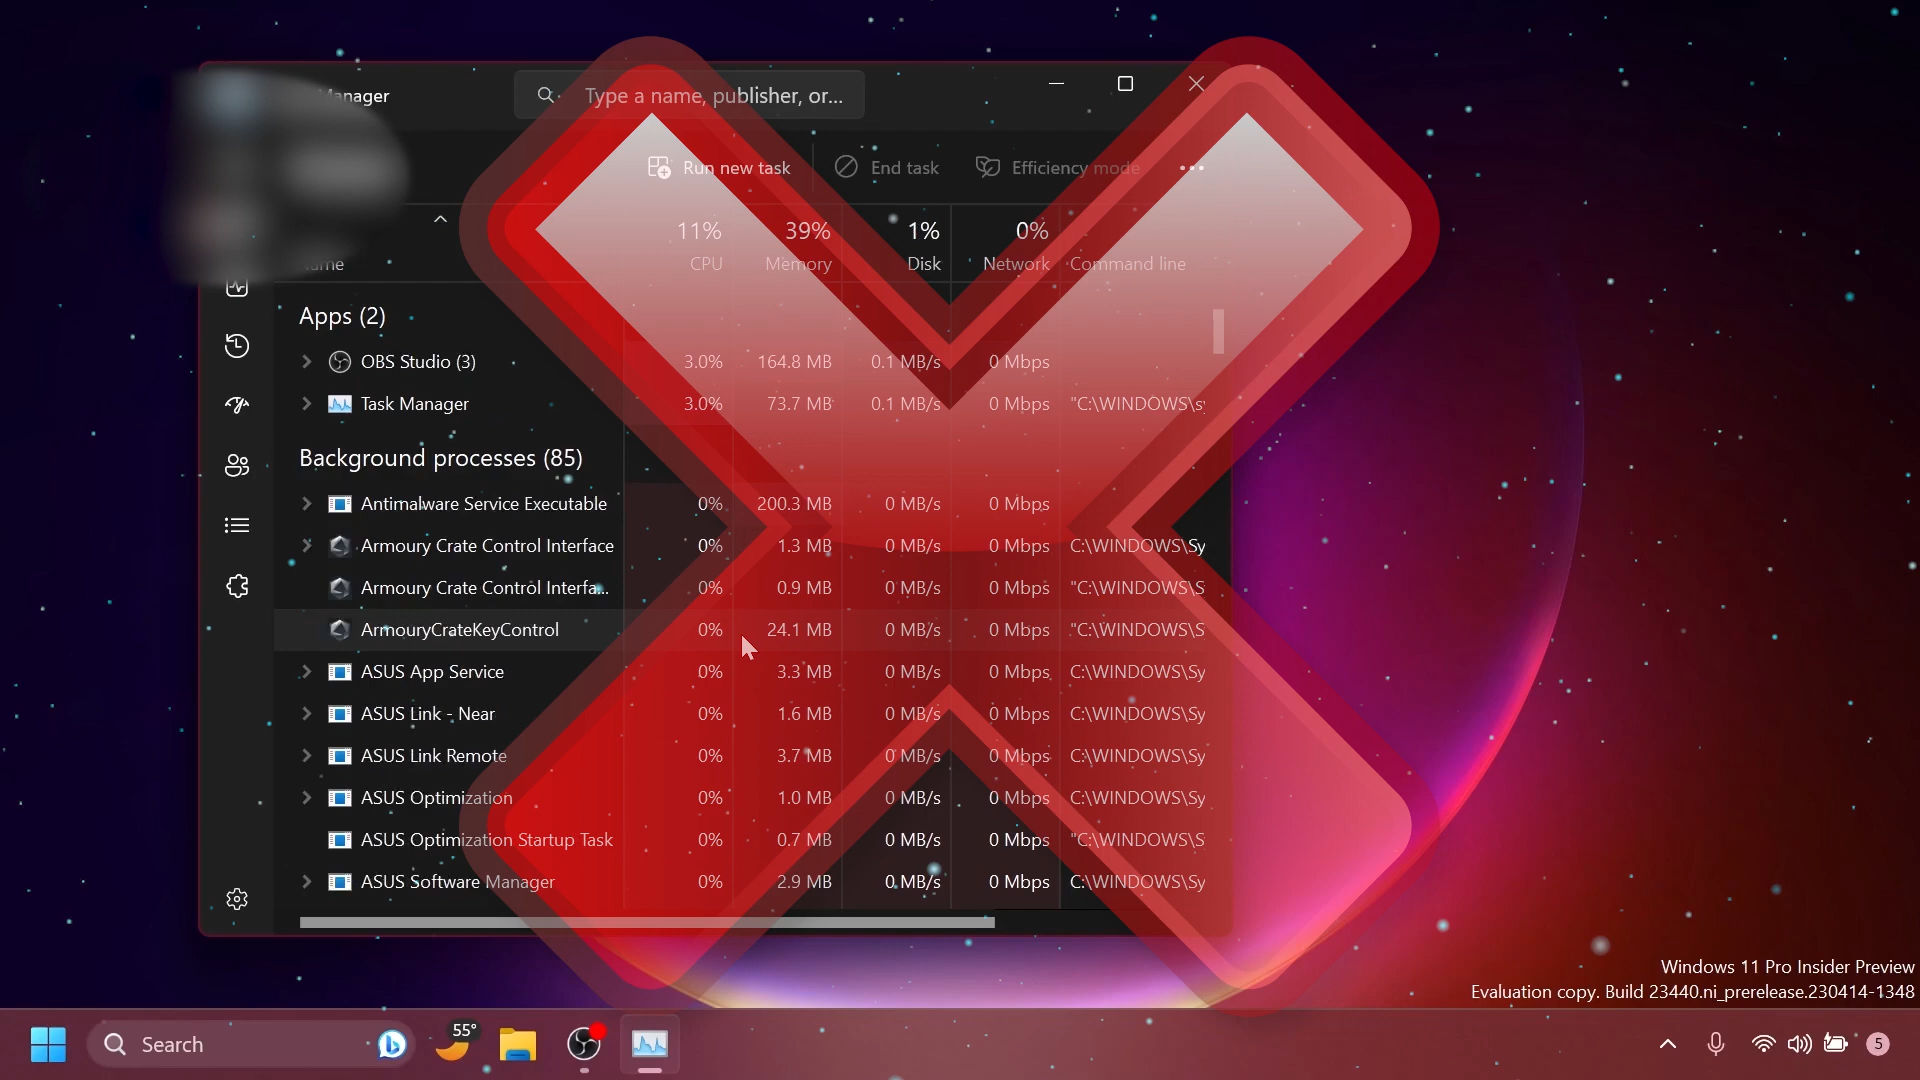 Manager
Type a name, publisher, or...
Run new task End task Efficiency mode ...
11% 39% 1% 0%
CPU Memory Disk Network Command line
Apps (2)
OBS Studio (3) 3.0% 164.8 MB 0.1 MB/s 0 Mbps
Task Manager 3.0% 73.7 MB 0.1 MB/s 0 Mbps "C:\WINDOWS\sy
Background processes (85)
Antimalware Service Executable 0% 200.3 MB 0 MB/s 0 Mbps
Armoury Crate Control Interface 0% 1.3 MB 0 MB/s 0 Mbps C:\WINDOWS\Sy
Armoury Crate Control Interfa... 0% 0.9 MB 0 MB/s 0 Mbps "C:\WINDOWS\S
ArmouryCrateKeyControl 0% 24.1 MB 0 MB/s 0 Mbps "C:\WINDOWS\S
ASUS App Service 0% 3.3 MB 0 MB/s 0 Mbps C:\WINDOWS\Sy
ASUS Link - Near 0% 1.6 MB 0 MB/s 0 Mbps C:\WINDOWS\Sy
ASUS Link Remote 0% 3.7 MB 0 MB/s 0 Mbps C:\WINDOWS\Sy
ASUS Optimization 0% 1.0 MB 0 MB/s 0 Mbps C:\WINDOWS\Sy
ASUS Optimization Startup Task 0% 0.7 MB 0 MB/s 0 Mbps "C:\WINDOWS\S
ASUS Software Manager 0% 2.9 MB 0 MB/s 0 Mbps C:\WINDOWS\Sy
Windows 11 Pro Insider Preview
Evaluation copy. Build 23440.ni_prerelease.230414-1348
Search 55° 5